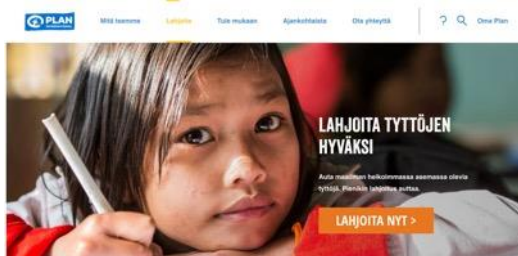 PLAN
Mitä teemme
Lahjoita
Tule mukaan
Ajankohtaista
Ota yhteyttä
?
Oma Plan
LAHJOITA TYTTÖJEN
HYVÄKSI
Auta maailman heikoimmassa asemassa olevia
tyttöjä. Pienikin lahjoitus auttaa.
LAHJOITA NYT >